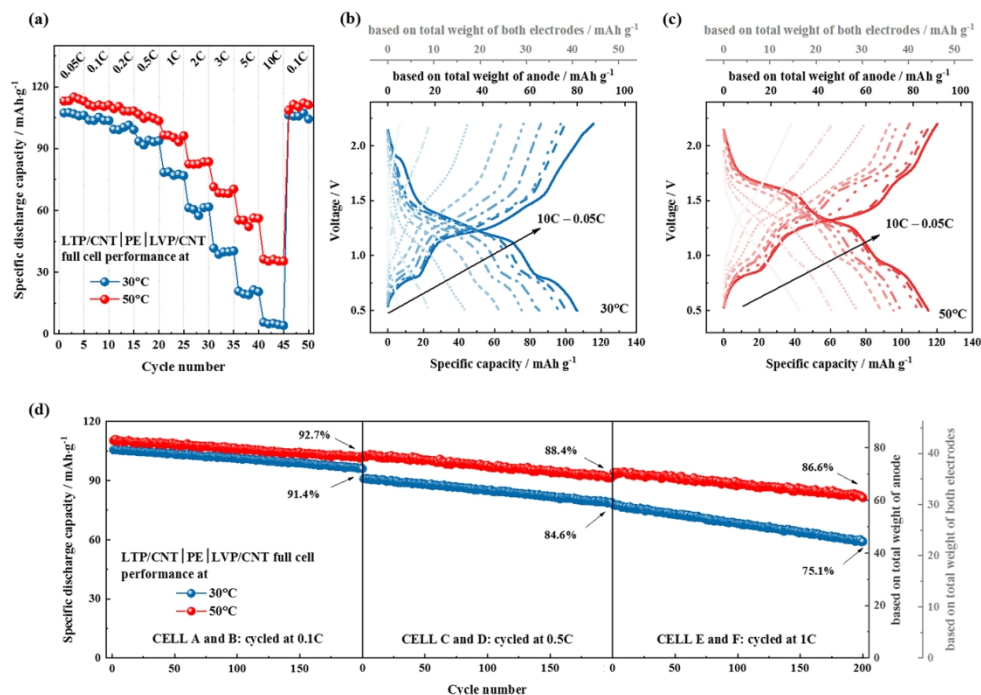 (a)
0.05C 0.1C 0.2C 0.5C 1C 2C 3C 5C 10C 0.1C
Specific discharge capacity / mAh·g⁻¹
120
90
60
30
0
LTP/CNT|PE|LVP/CNT
full cell performance at
30°C
50°C
0 5 10 15 20 25 30 35 40 45 50
Cycle number
(b)
based on total weight of both electrodes / mAh g⁻¹
0 10 20 30 40 50
based on total weight of anode / mAh g⁻¹
0 20 40 60 80 100
Voltage / V
2.0
1.5
1.0
0.5
10C – 0.05C
30°C
0 20 40 60 80 100 120 140
Specific capacity / mAh g⁻¹
(c)
based on total weight of both electrodes / mAh g⁻¹
0 10 20 30 40 50
based on total weight of anode / mAh g⁻¹
0 20 40 60 80 100
Voltage / V
2.0
1.5
1.0
0.5
10C – 0.05C
50°C
0 20 40 60 80 100 120 140
Specific capacity / mAh g⁻¹
(d)
Specific discharge capacity / mAh·g⁻¹
120
90
60
30
0
92.7%
91.4%
88.4%
84.6%
86.6%
75.1%
LTP/CNT|PE|LVP/CNT full cell
performance at
30°C
50°C
CELL A and B: cycled at 0.1C
CELL C and D: cycled at 0.5C
CELL E and F: cycled at 1C
0 50 100 150 0 50 100 150 0 50 100 150 200
Cycle number
80
60
40
20
0
based on total weight of anode
40
30
20
10
0
based on total weight of both electrodes